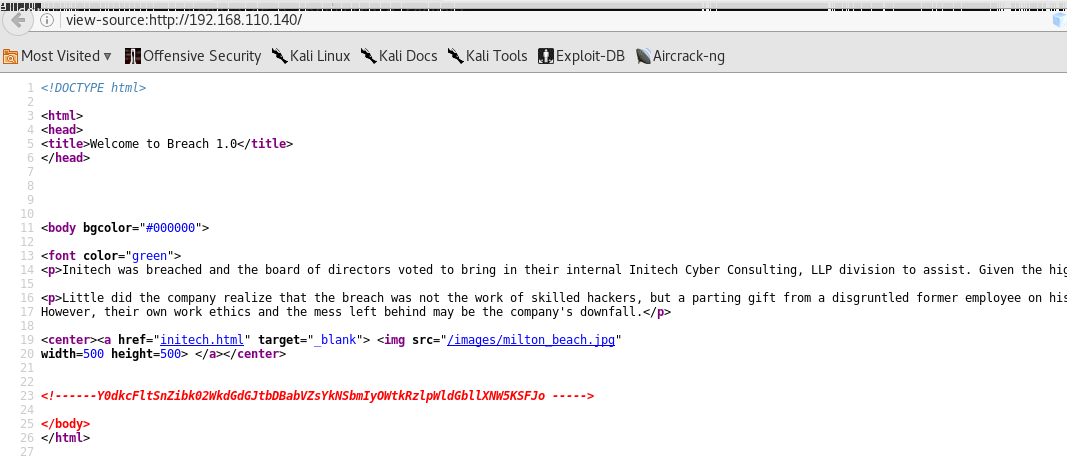 view-source:http://192.168.110.140/
Most Visited Offensive Security Kali Linux Kali Docs Kali Tools Exploit-DB Aircrack-ng
1 <!DOCTYPE html>
2
3 <html>
4 <head>
5 <title>Welcome to Breach 1.0</title>
6 </head>
7
8
9
10
11 <body bgcolor="#000000">
12
13 <font color="green">
14 <p>Initech was breached and the board of directors voted to bring in their internal Initech Cyber Consulting, LLP division to assist. Given the hig
15
16 <p>Little did the company realize that the breach was not the work of skilled hackers, but a parting gift from a disgruntled former employee on his
17 However, their own work ethics and the mess left behind may be the company's downfall.</p>
18
19 <center><a href="initech.html" target="_blank"> <img src="/images/milton_beach.jpg"
20 width=500 height=500> </a></center>
21
22
23 <!------Y0dkcFltSnZibk02WkdGdGJtbDBabVZsYkNSbmIyOWtkRzlpWldGbllXNW5KSFJo ----->
24
25 </body>
26 </html>
27